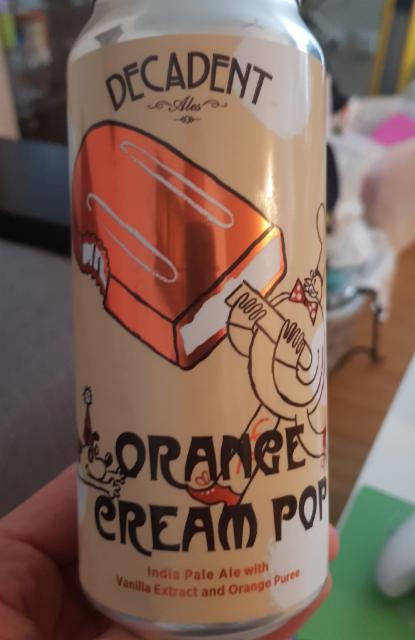 DECADENT
Ales
ORANGE
CREAM POP
India Pale Ale with
Vanilla Extract and Orange Puree